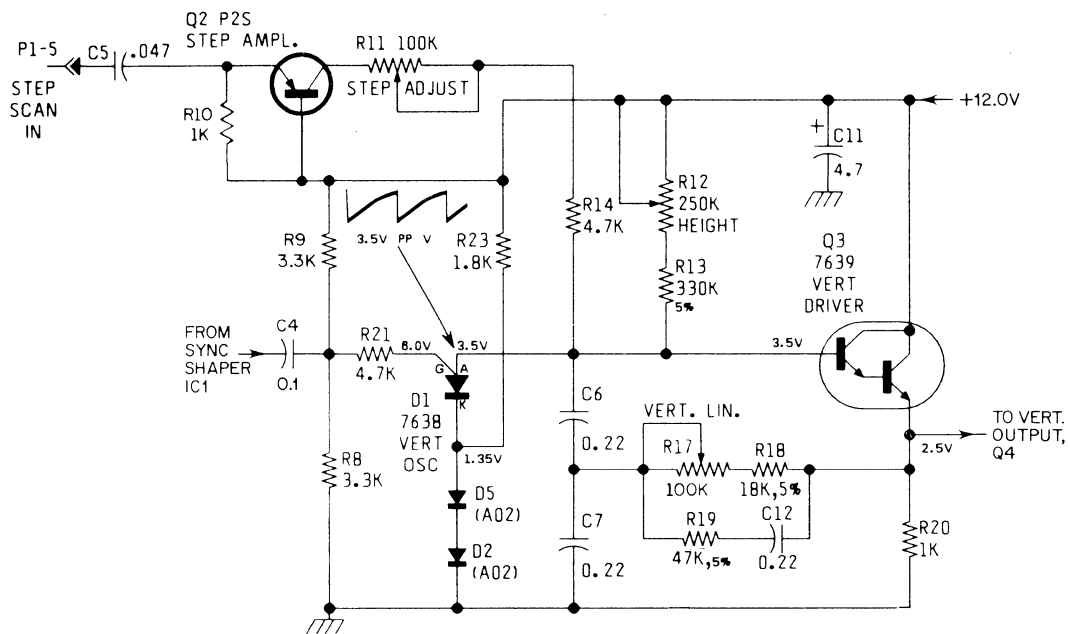 Q2 P2S
STEP AMPL.
P1-5
C5
.047
R11 100K
STEP ADJUST
STEP
SCAN
IN
R10
1K
+12.0V
+
C11
4.7
R12
250K
HEIGHT
R14
4.7K
3.5V PP V
R9
3.3K
R23
1.8K
R13
330K
5%
Q3
7639
VERT
DRIVER
FROM
SYNC
SHAPER
IC1
C4
0.1
R21
4.7K
6.0V
3.5V
3.5V
G
A
K
D1
7638
VERT
OSC
1.35V
C6
0.22
VERT. LIN.
R17
100K
R18
18K,5%
2.5V
TO VERT.
OUTPUT,
Q4
R8
3.3K
D5
(A02)
C7
0.22
R19
47K,5%
C12
0.22
R20
1K
D2
(A02)